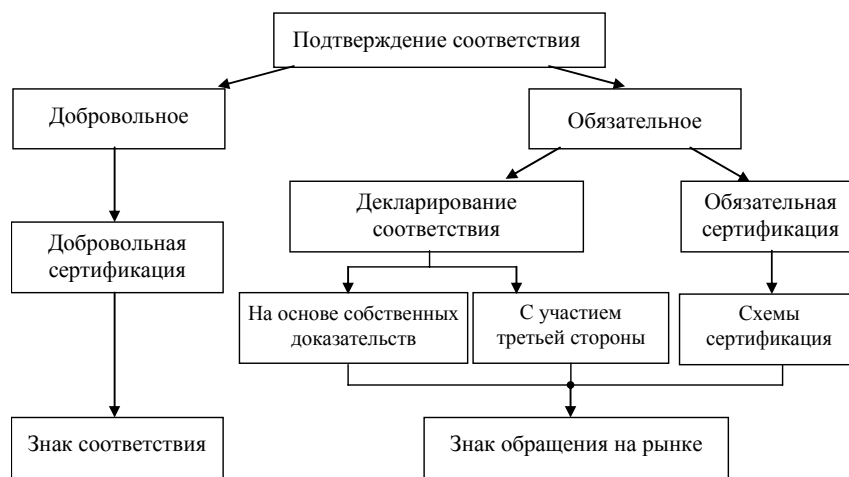 Подтверждение соответствия
Добровольное
Обязательное
Декларирование
соответствия
Обязательная
сертификация
Добровольная
сертификация
На основе собственных
доказательств
С участием
третьей стороны
Схемы
сертификация
Знак соответствия
Знак обращения на рынке